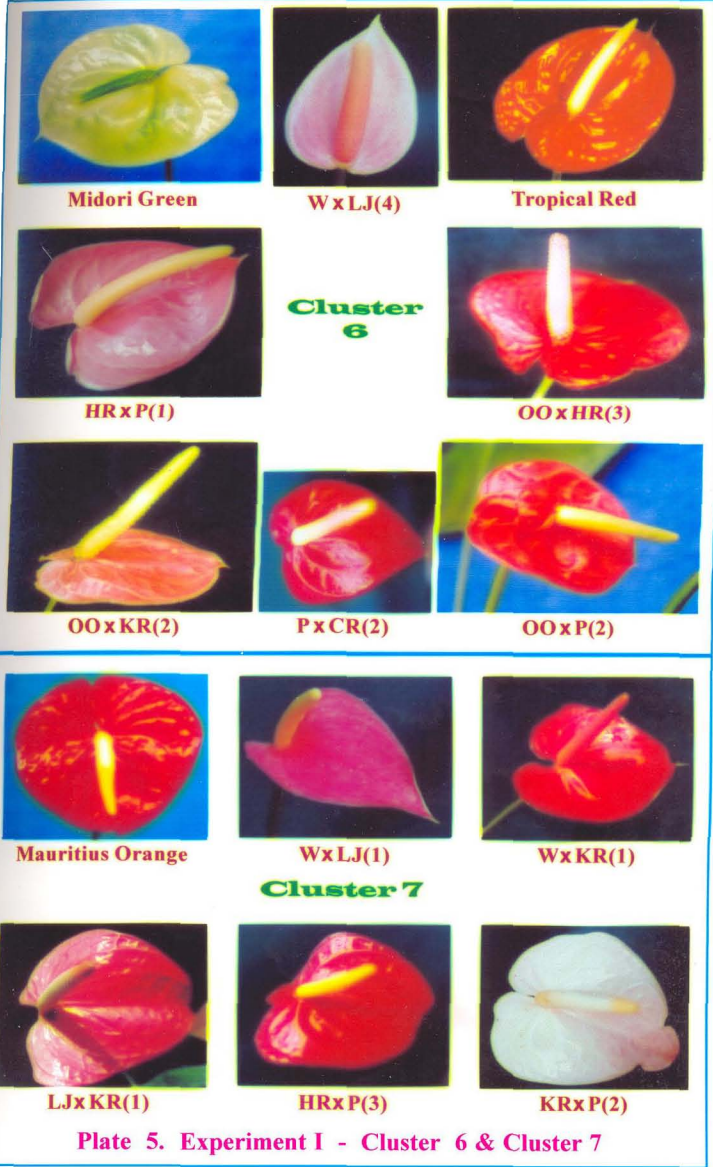 Midori Green
W x LJ(4)
Tropical Red
Cluster
6
HR x P(1)
OO x HR(3)
OO x KR(2)
P x CR(2)
OO x P(2)
Mauritius Orange
WxLJ(1)
WxKR(1)
Cluster 7
LJx KR(1)
HRx P(3)
KRx P(2)
Plate 5. Experiment I - Cluster 6 & Cluster 7